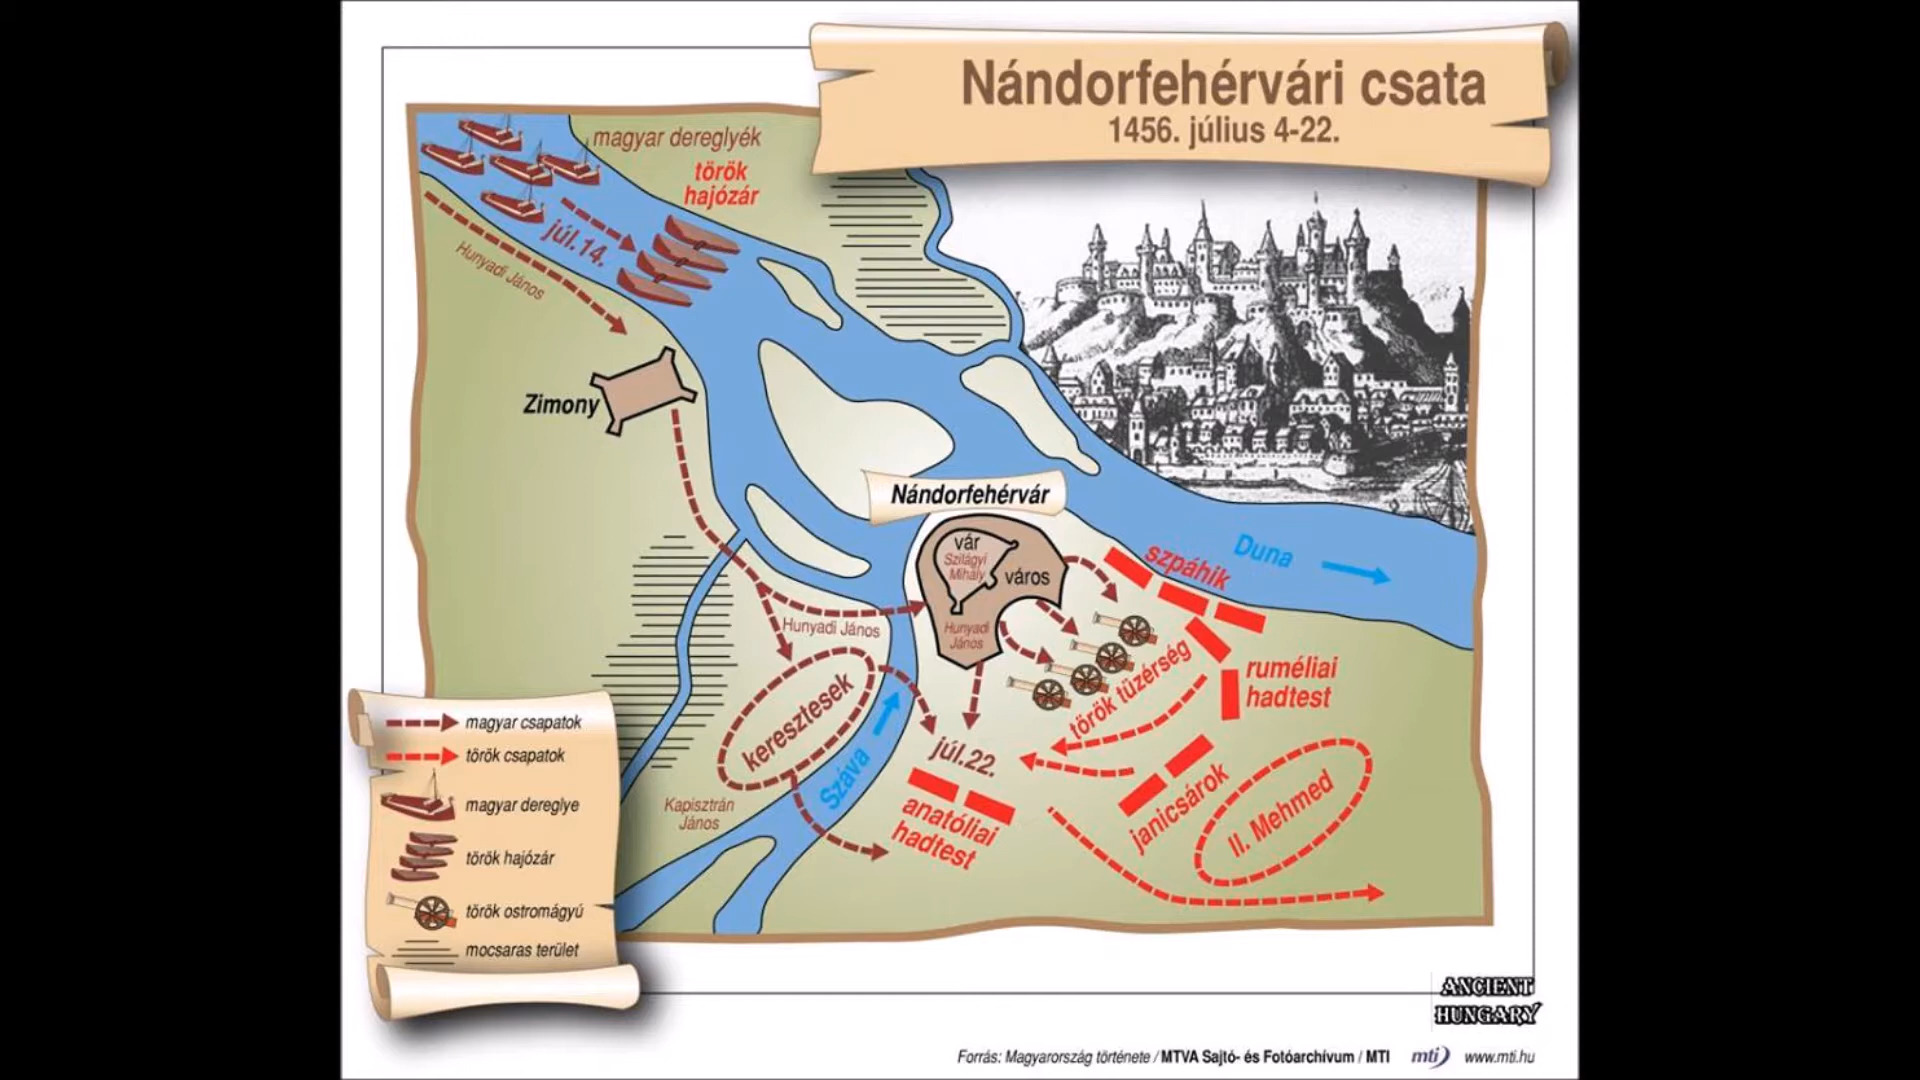 Nándorfehérvári csata
1456. július 4-22.
magyar dereglyék
török
hajózár
júl.14.
Hunyadi János
Zimony
Nándorfehérvár
vár
Szilágyi
Mihály
város
Hunyadi
János
szpáhik
Duna
Hunyadi János
török tüzérség
ruméliai
hadtest
keresztesek
júl.22.
Száva
Kapisztrán
János
anatóliai
hadtest
janicsárok
II. Mehmed
magyar csapatok
török csapatok
magyar dereglye
török hajózár
török ostromágyú
mocsaras terület
ANCIENT
HUNGARY
Forrás: Magyarország története / MTVA Sajtó- és Fotóarchívum / MTI mti www.mti.hu